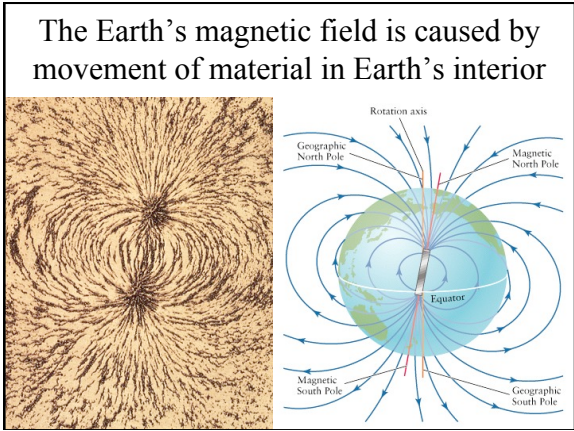 The Earth's magnetic field is caused by
movement of material in Earth's interior
Rotation axis
Geographic
North Pole
Magnetic
North Pole
Equator
Magnetic
South Pole
Geographic
South Pole